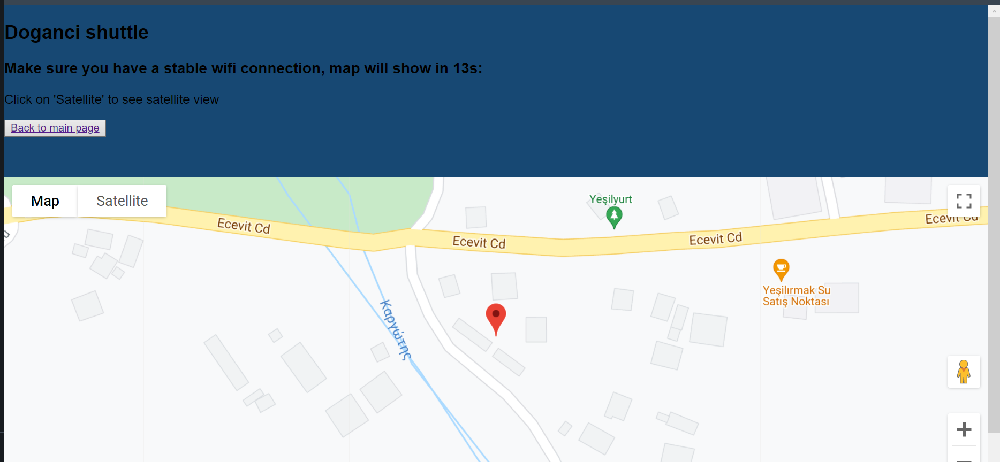 Doganci shuttle
Make sure you have a stable wifi connection, map will show in 13s:
Click on 'Satellite' to see satellite view
Back to main page
Map
Satellite
Yeşilyurt
Ecevit Cd
Ecevit Cd
Ecevit Cd
Ecevit Cd
Yeşilırmak Su
Satış Noktası
Καργώτης